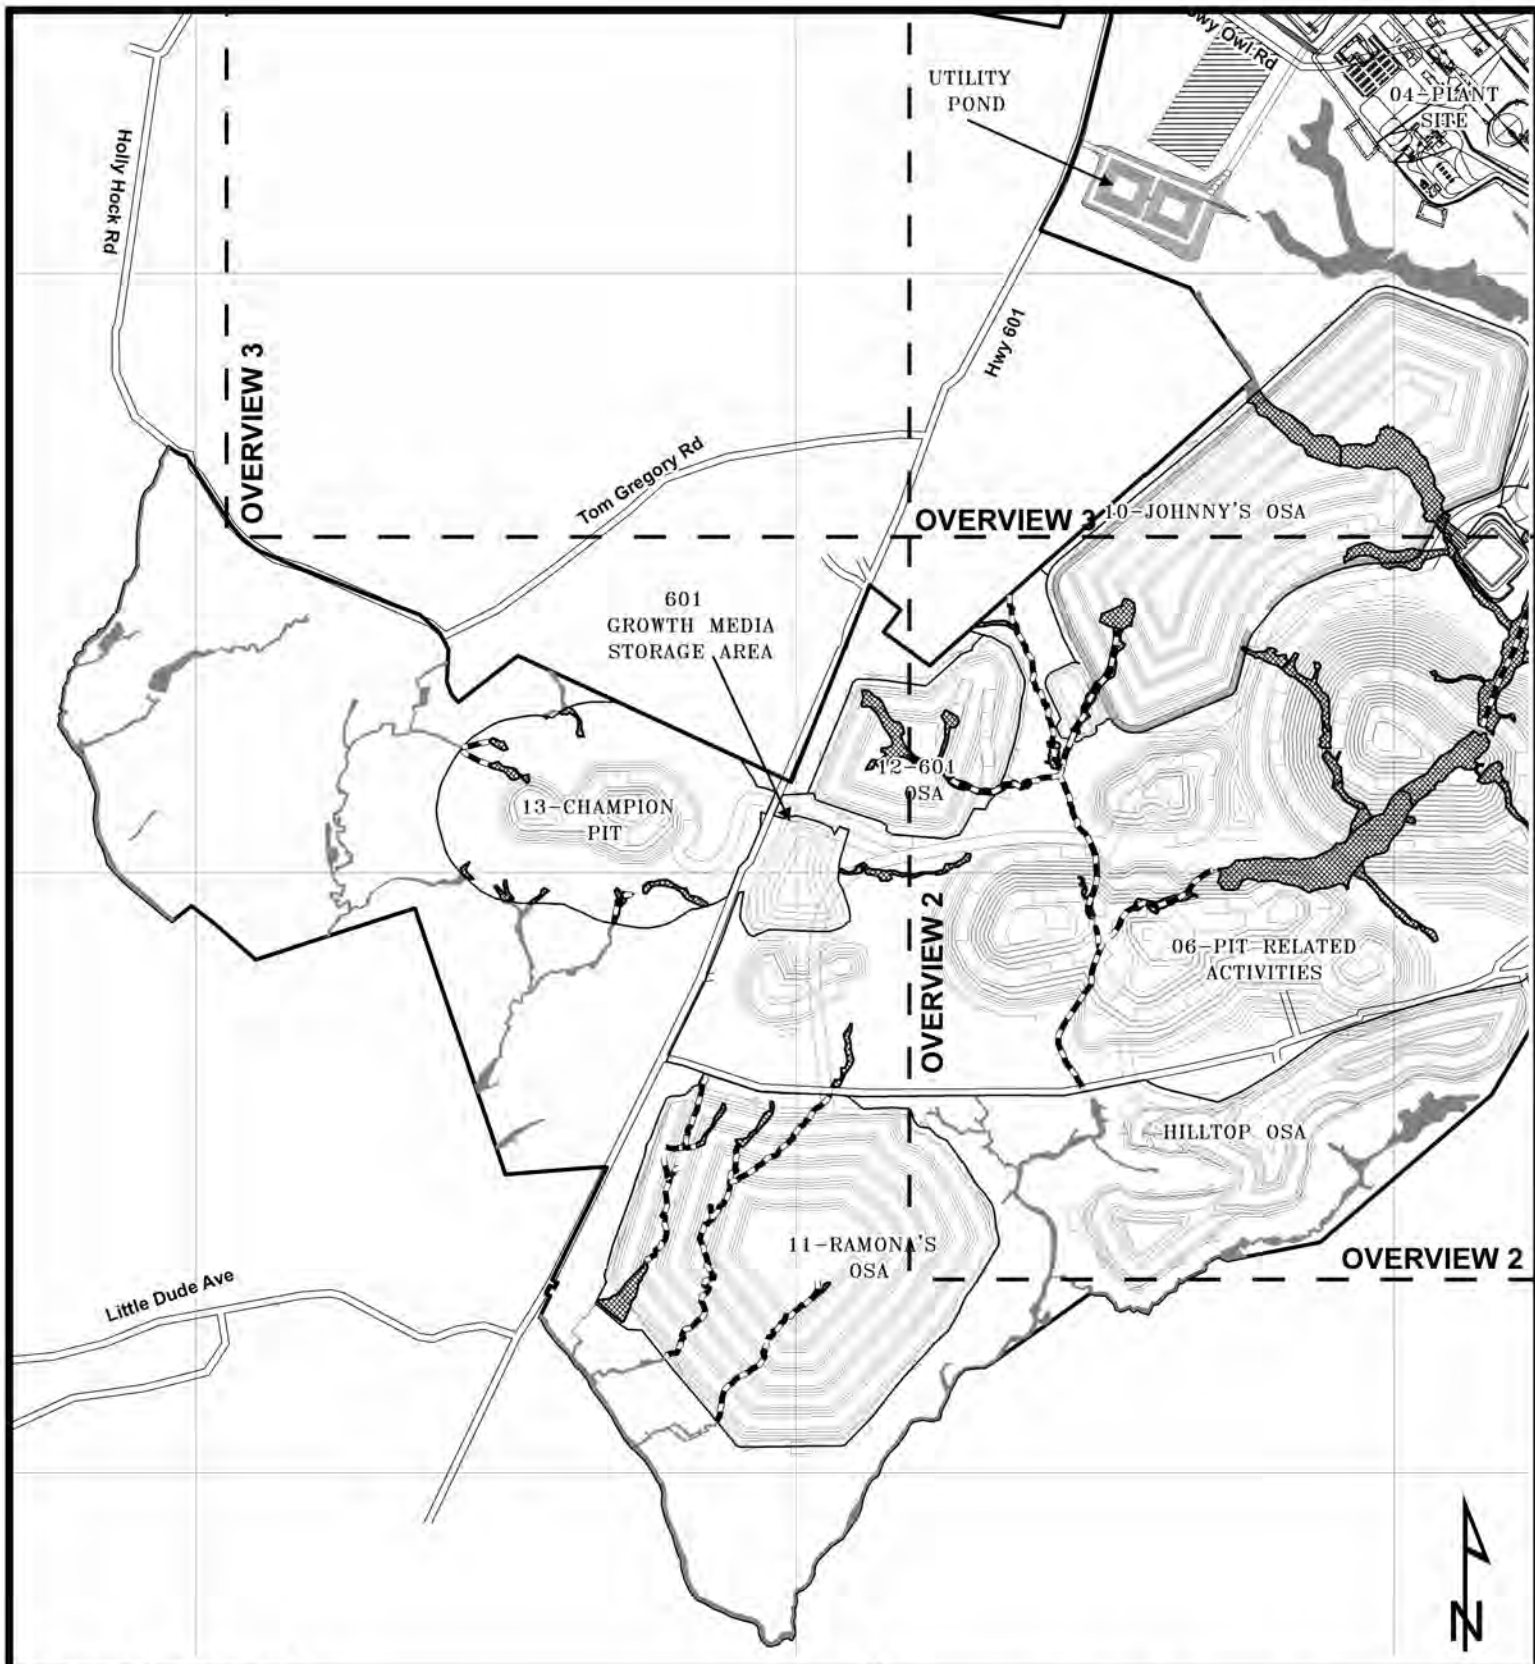 Owl Rd
UTILITY
POND
04-PLANT
SITE
Holly Hock Rd
Hwy 601
OVERVIEW 3
Tom Gregory Rd
OVERVIEW 3
10-JOHNNY'S OSA
601
GROWTH MEDIA
STORAGE AREA
12-601
OSA
13-CHAMPION
PIT
OVERVIEW 2
06-PIT RELATED
ACTIVITIES
HILLTOP OSA
11-RAMONA'S
OSA
OVERVIEW 2
Little Dude Ave
N